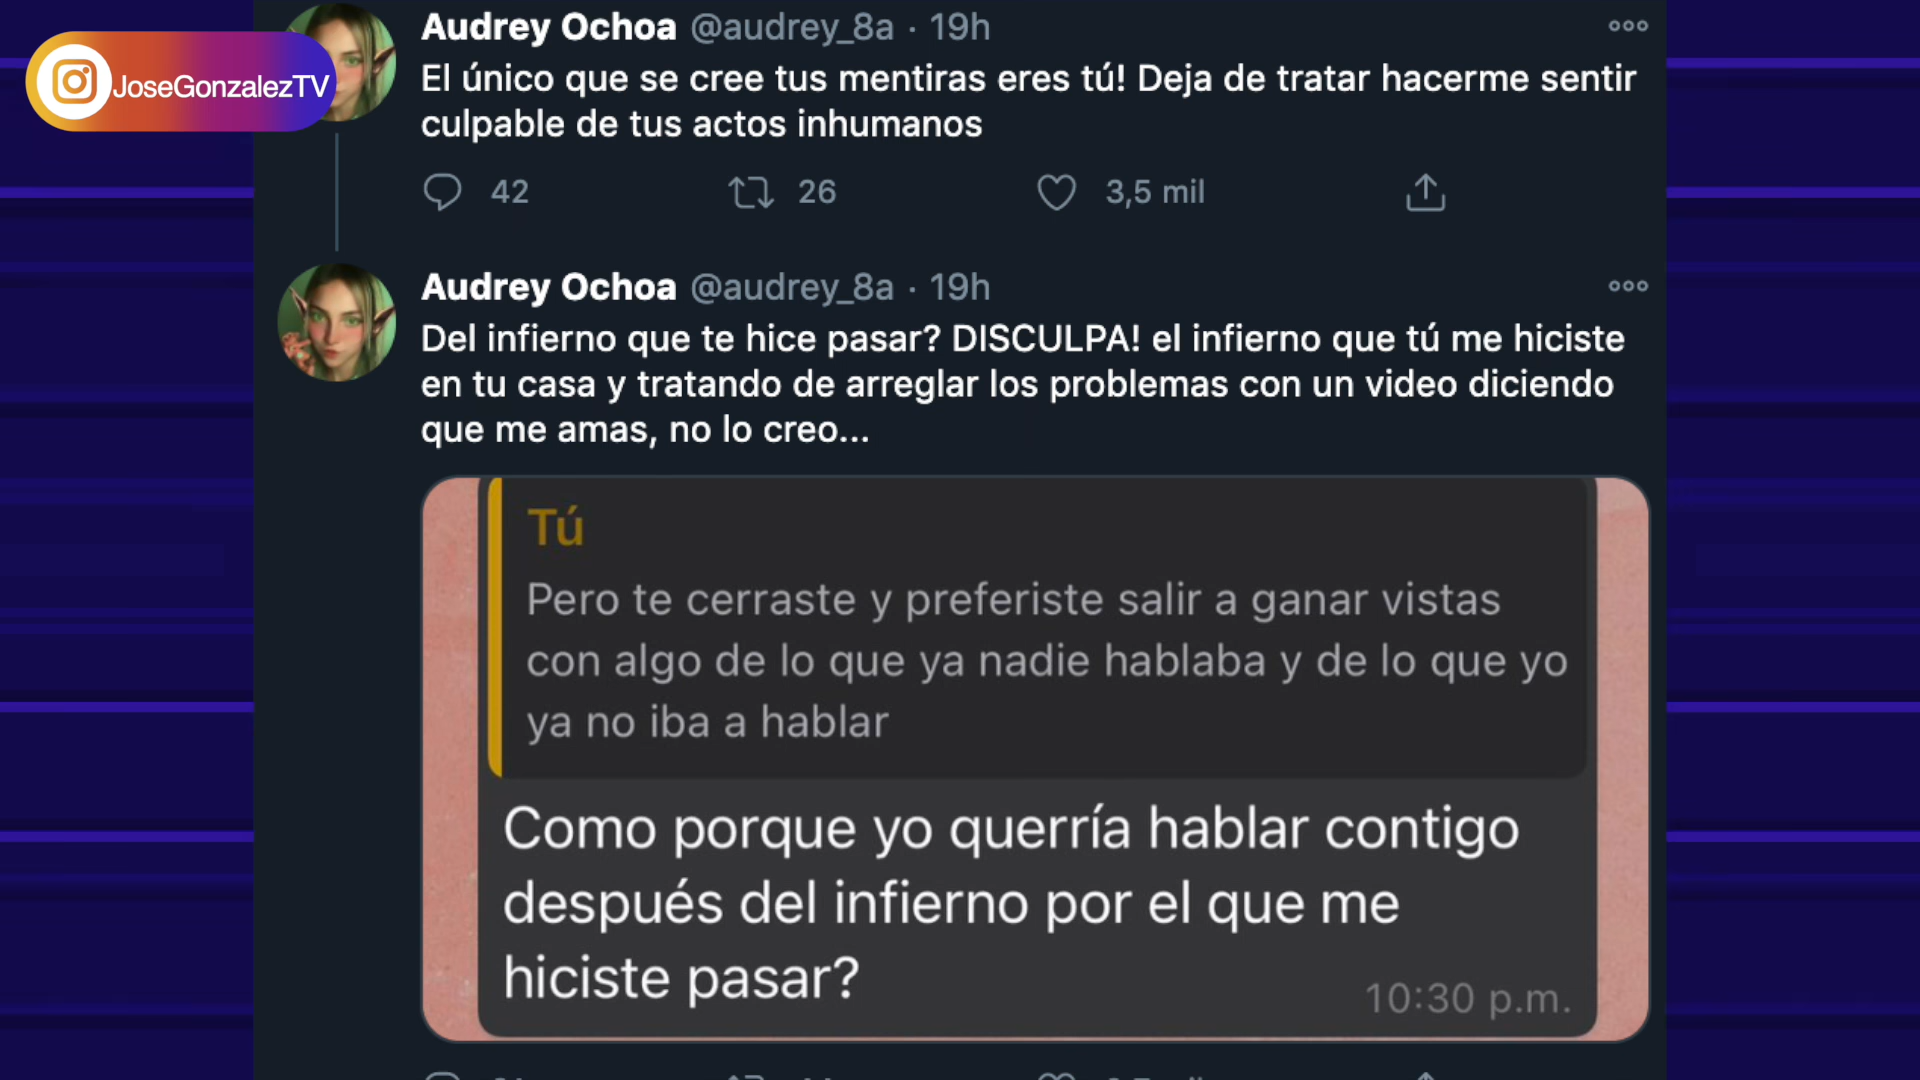 JoseGonzalezTV
Audrey Ochoa @audrey_8a · 19h
El único que se cree tus mentiras eres tú! Deja de tratar hacerme sentir
culpable de tus actos inhumanos
42 26 3,5 mil
Audrey Ochoa @audrey_8a · 19h
Del infierno que te hice pasar? DISCULPA! el infierno que tú me hiciste
en tu casa y tratando de arreglar los problemas con un video diciendo
que me amas, no lo creo...
Tú
Pero te cerraste y preferiste salir a ganar vistas
con algo de lo que ya nadie hablaba y de lo que yo
ya no iba a hablar
Como porque yo querría hablar contigo
después del infierno por el que me
hiciste pasar?
10:30 p.m.